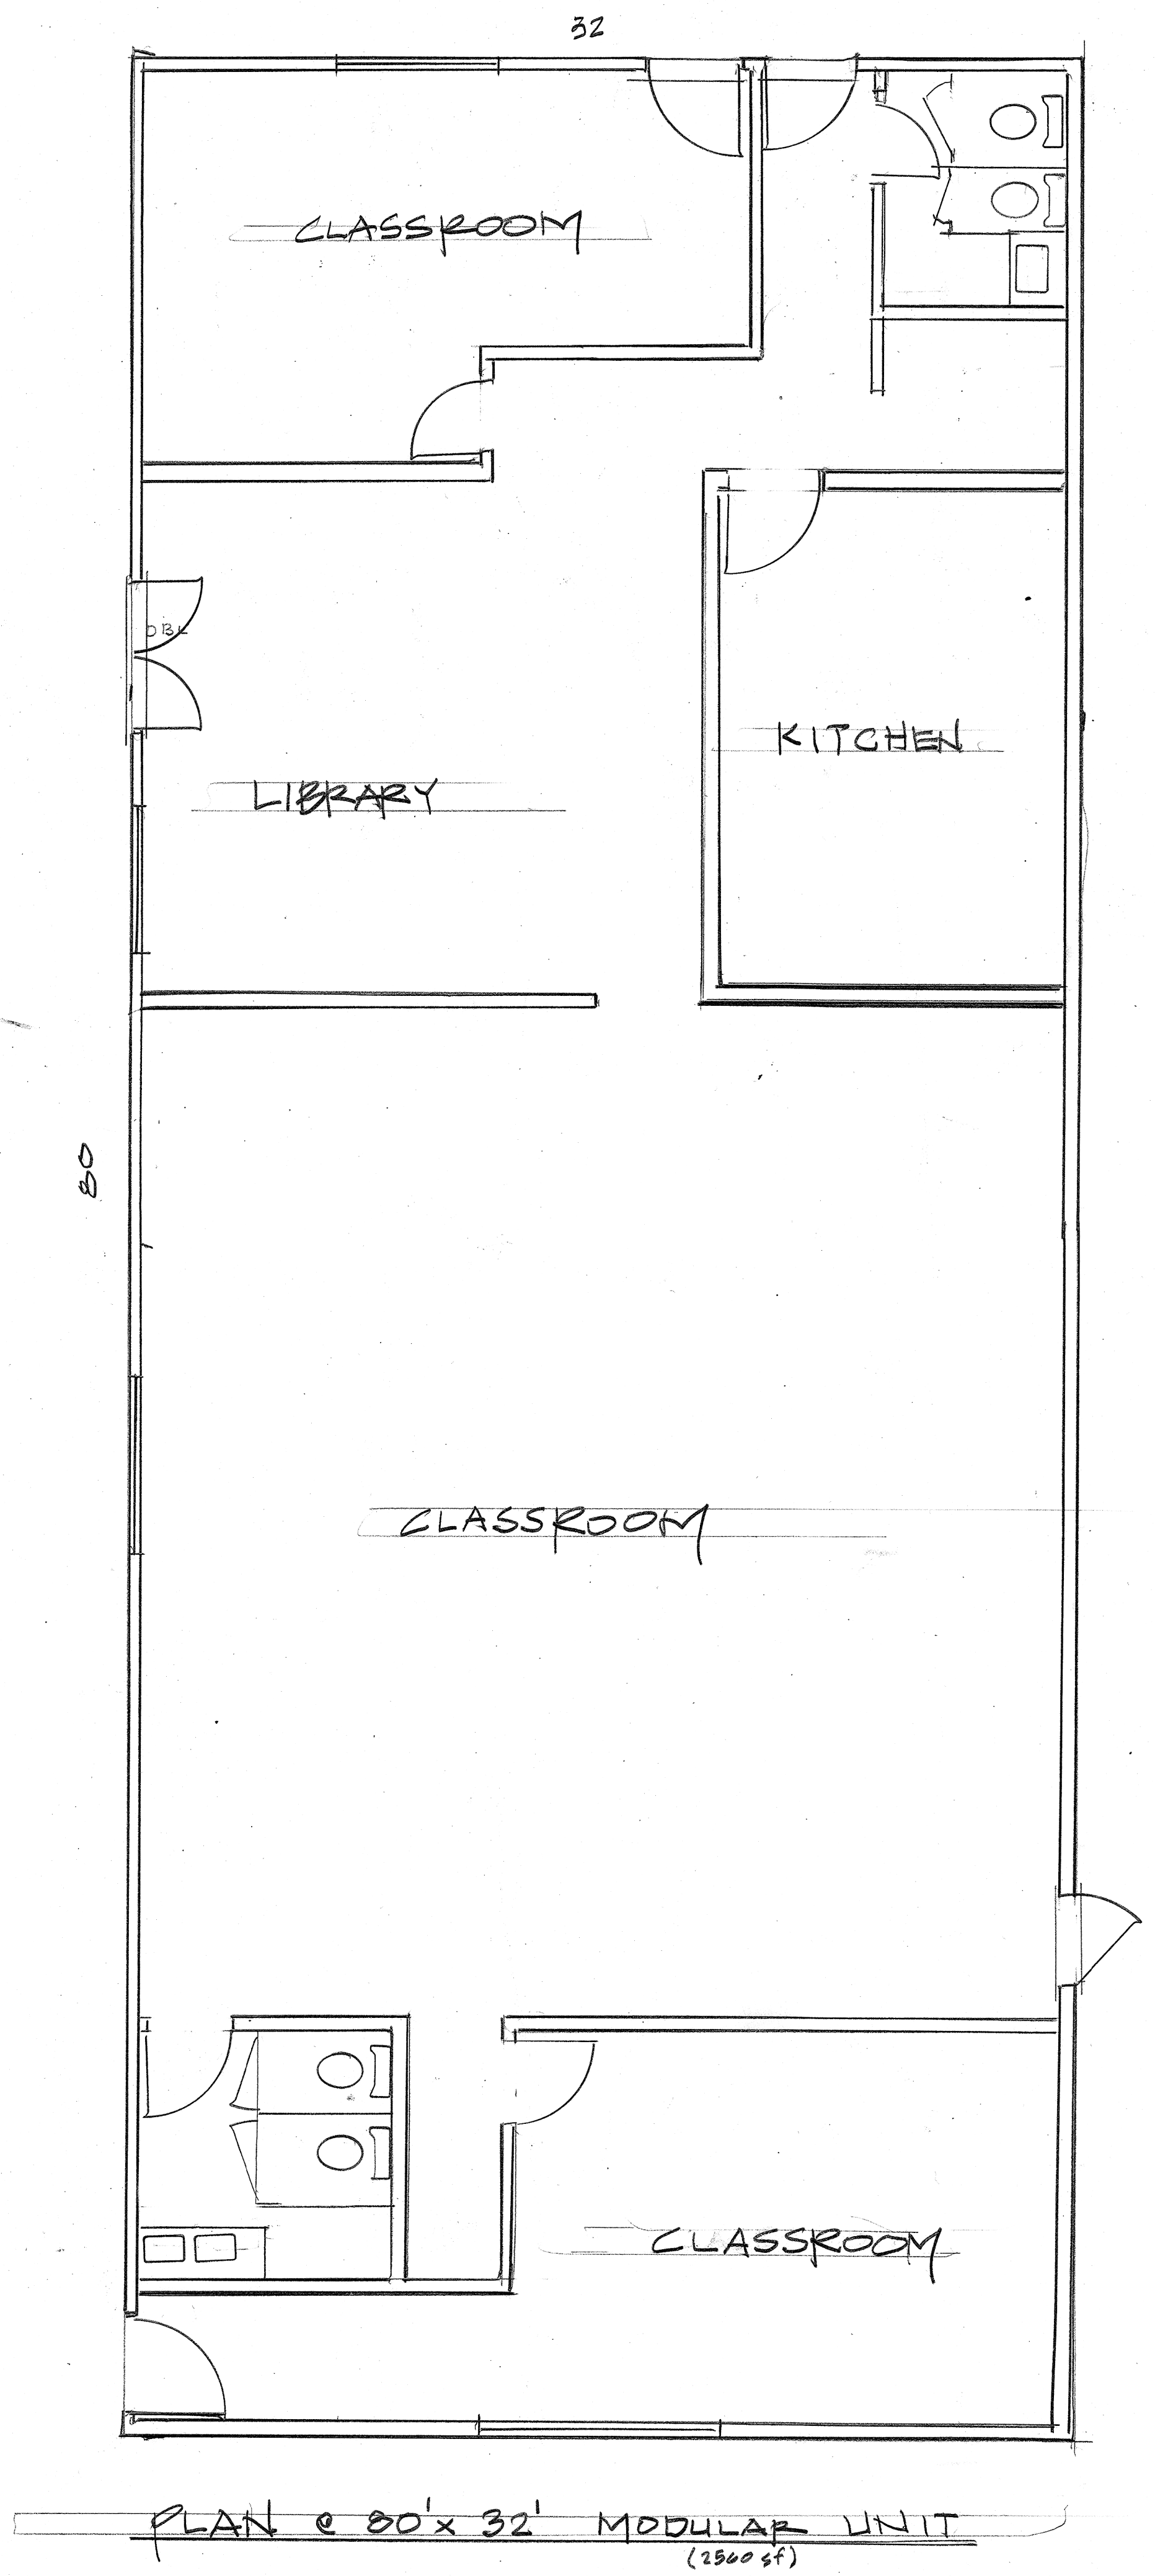 32
CLASSROOM
DBL
KITCHEN
LIBRARY
80
CLASSROOM
CLASSROOM
PLAN @ 80' x 32' MODULAR UNIT
(2560 sf)